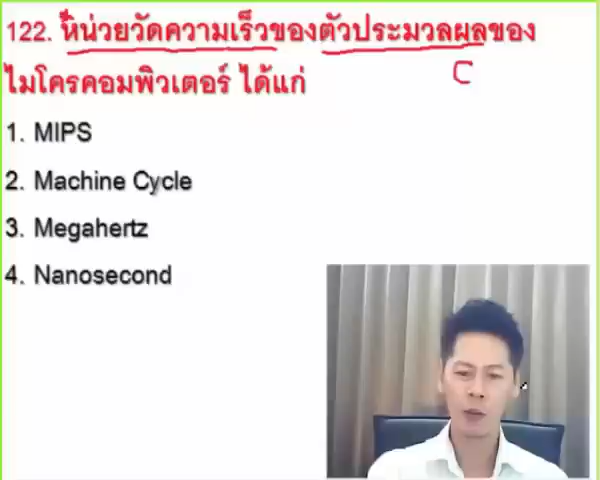 122. หน่วยวัดความเร็วของตัวประมวลผลของ
ไมโครคอมพิวเตอร์ ได้แก่
C
1. MIPS
2. Machine Cycle
3. Megahertz
4. Nanosecond